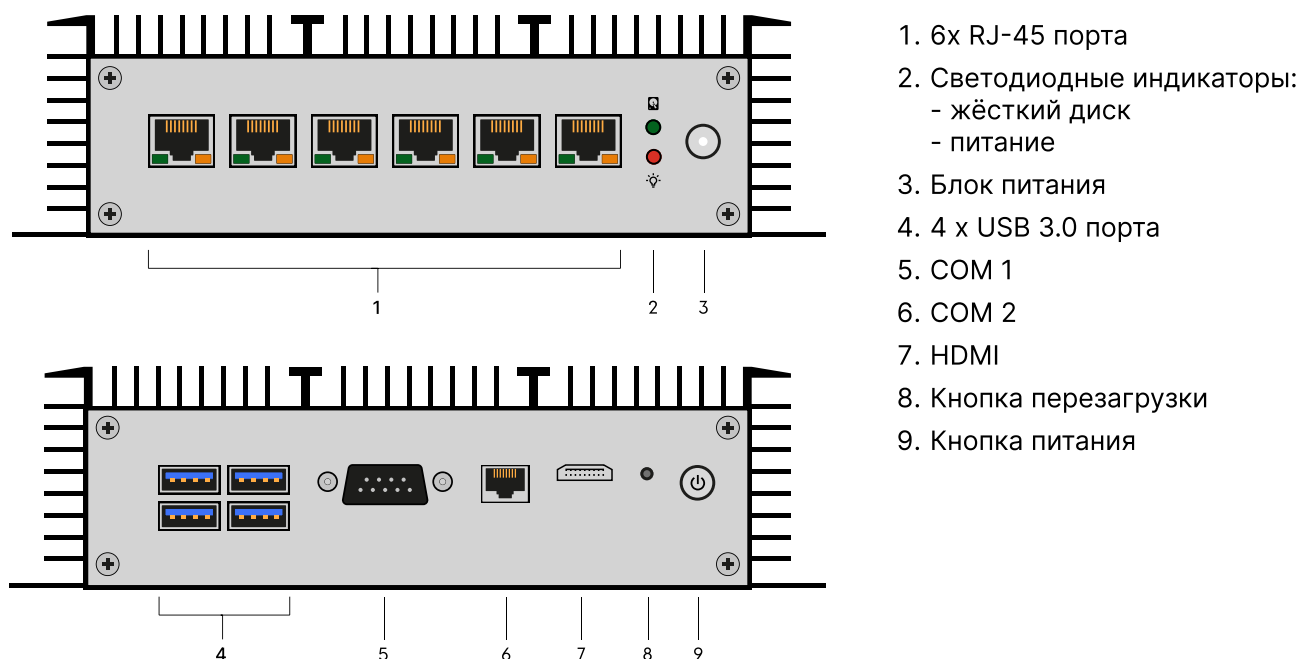 1. 6x RJ-45 порта
2. Светодиодные индикаторы:
- жёсткий диск
- питание
3. Блок питания
4. 4 x USB 3.0 порта
5. COM 1
6. COM 2
7. HDMI
8. Кнопка перезагрузки
9. Кнопка питания
1
2
3
4
5
6
7
8
9